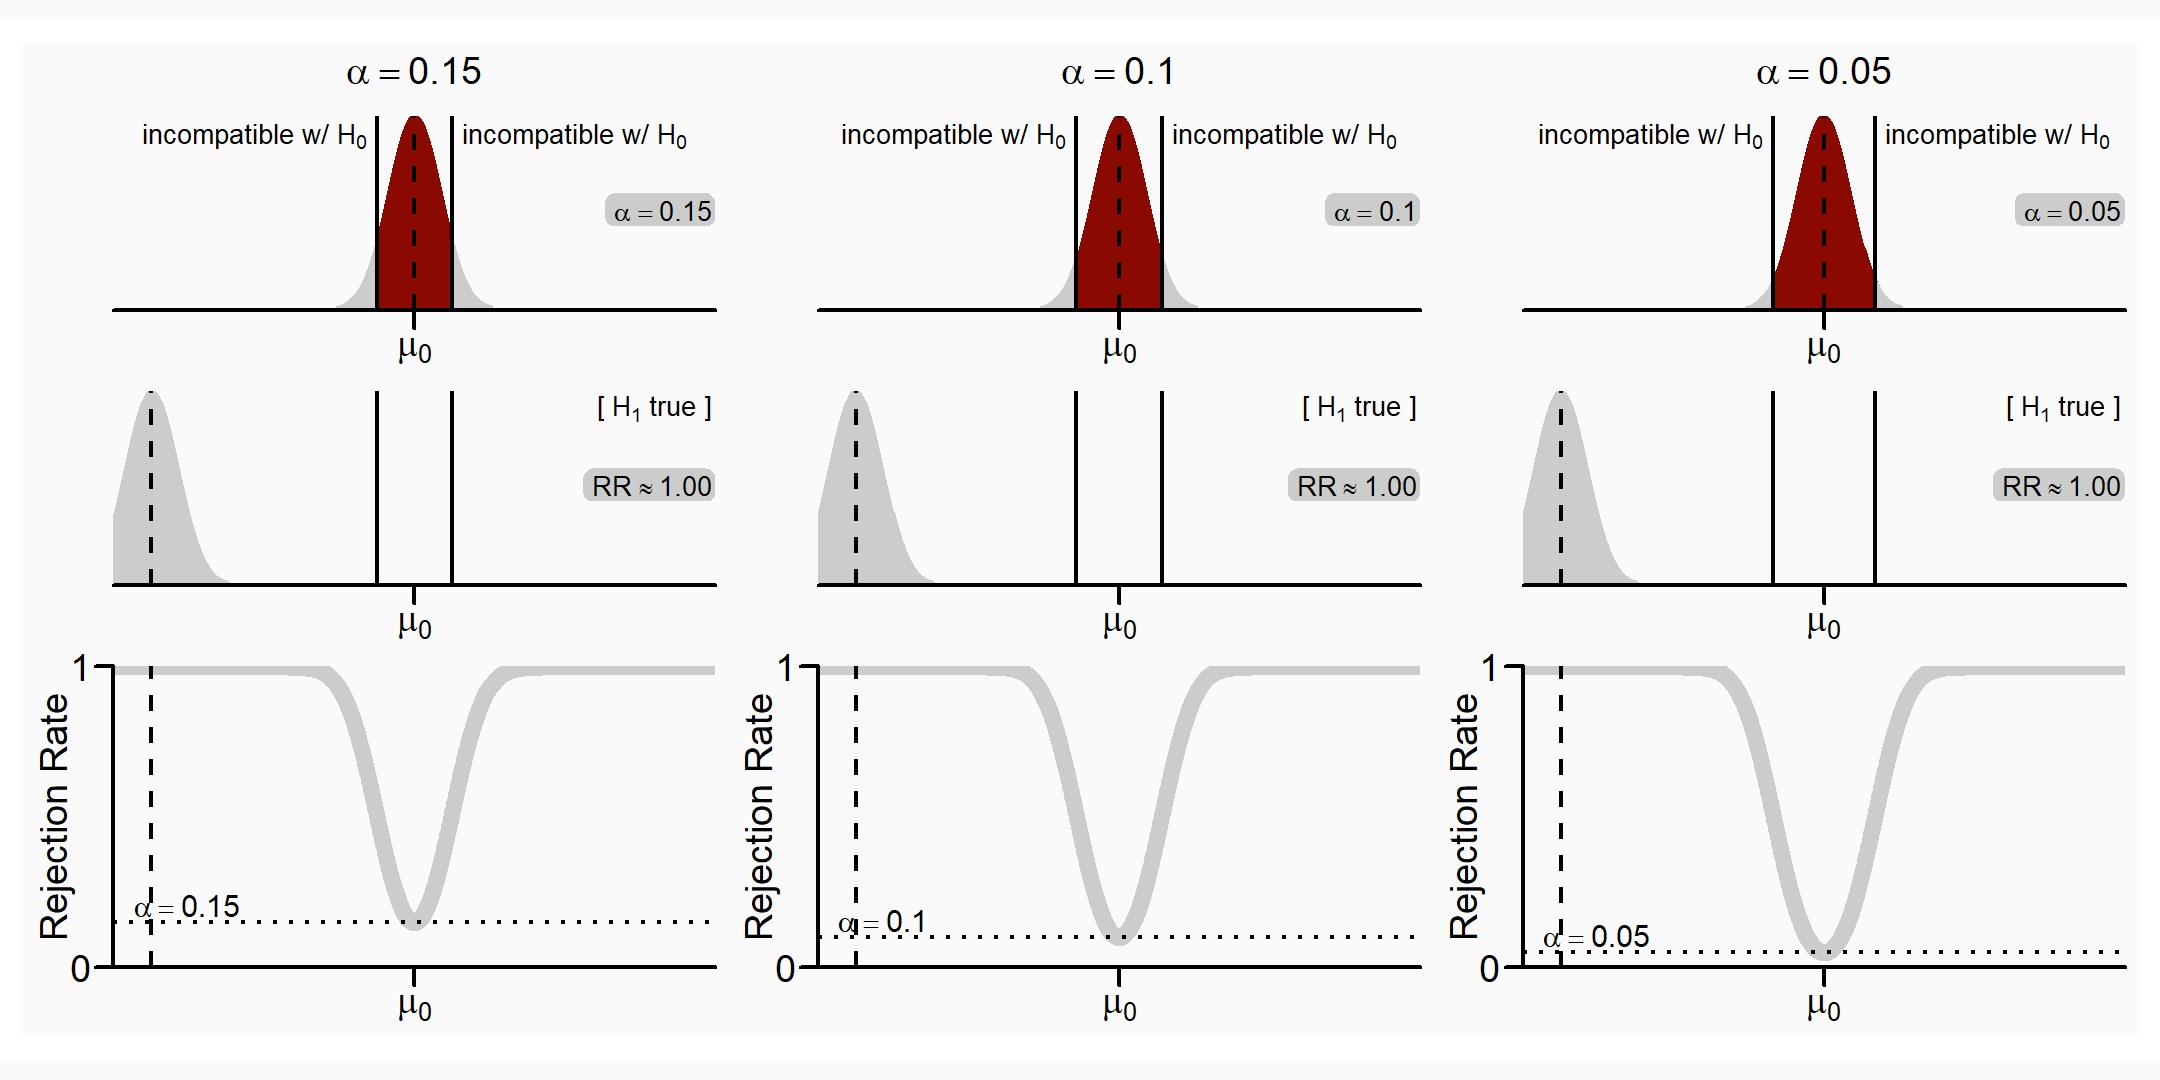 α = 0.15
incompatible w/ H₀
incompatible w/ H₀
α = 0.15
μ₀
[ H₁ true ]
RR ≈ 1.00
μ₀
1
Rejection Rate
α = 0.15
0
μ₀
α = 0.1
incompatible w/ H₀
incompatible w/ H₀
α = 0.1
μ₀
[ H₁ true ]
RR ≈ 1.00
μ₀
1
Rejection Rate
α = 0.1
0
μ₀
α = 0.05
incompatible w/ H₀
incompatible w/ H₀
α = 0.05
μ₀
[ H₁ true ]
RR ≈ 1.00
μ₀
1
Rejection Rate
α = 0.05
0
μ₀